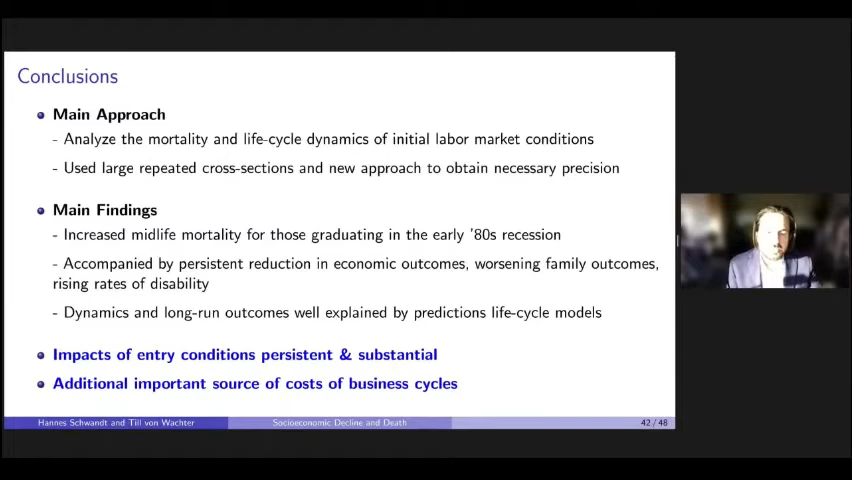 Conclusions
Main Approach
- Analyze the mortality and life-cycle dynamics of initial labor market conditions
- Used large repeated cross-sections and new approach to obtain necessary precision
Main Findings
- Increased midlife mortality for those graduating in the early '80s recession
- Accompanied by persistent reduction in economic outcomes, worsening family outcomes,
rising rates of disability
- Dynamics and long-run outcomes well explained by predictions life-cycle models
Impacts of entry conditions persistent & substantial
Additional important source of costs of business cycles
Hannes Schwandt and Till von Wachter
Socioeconomic Decline and Death
42 / 48